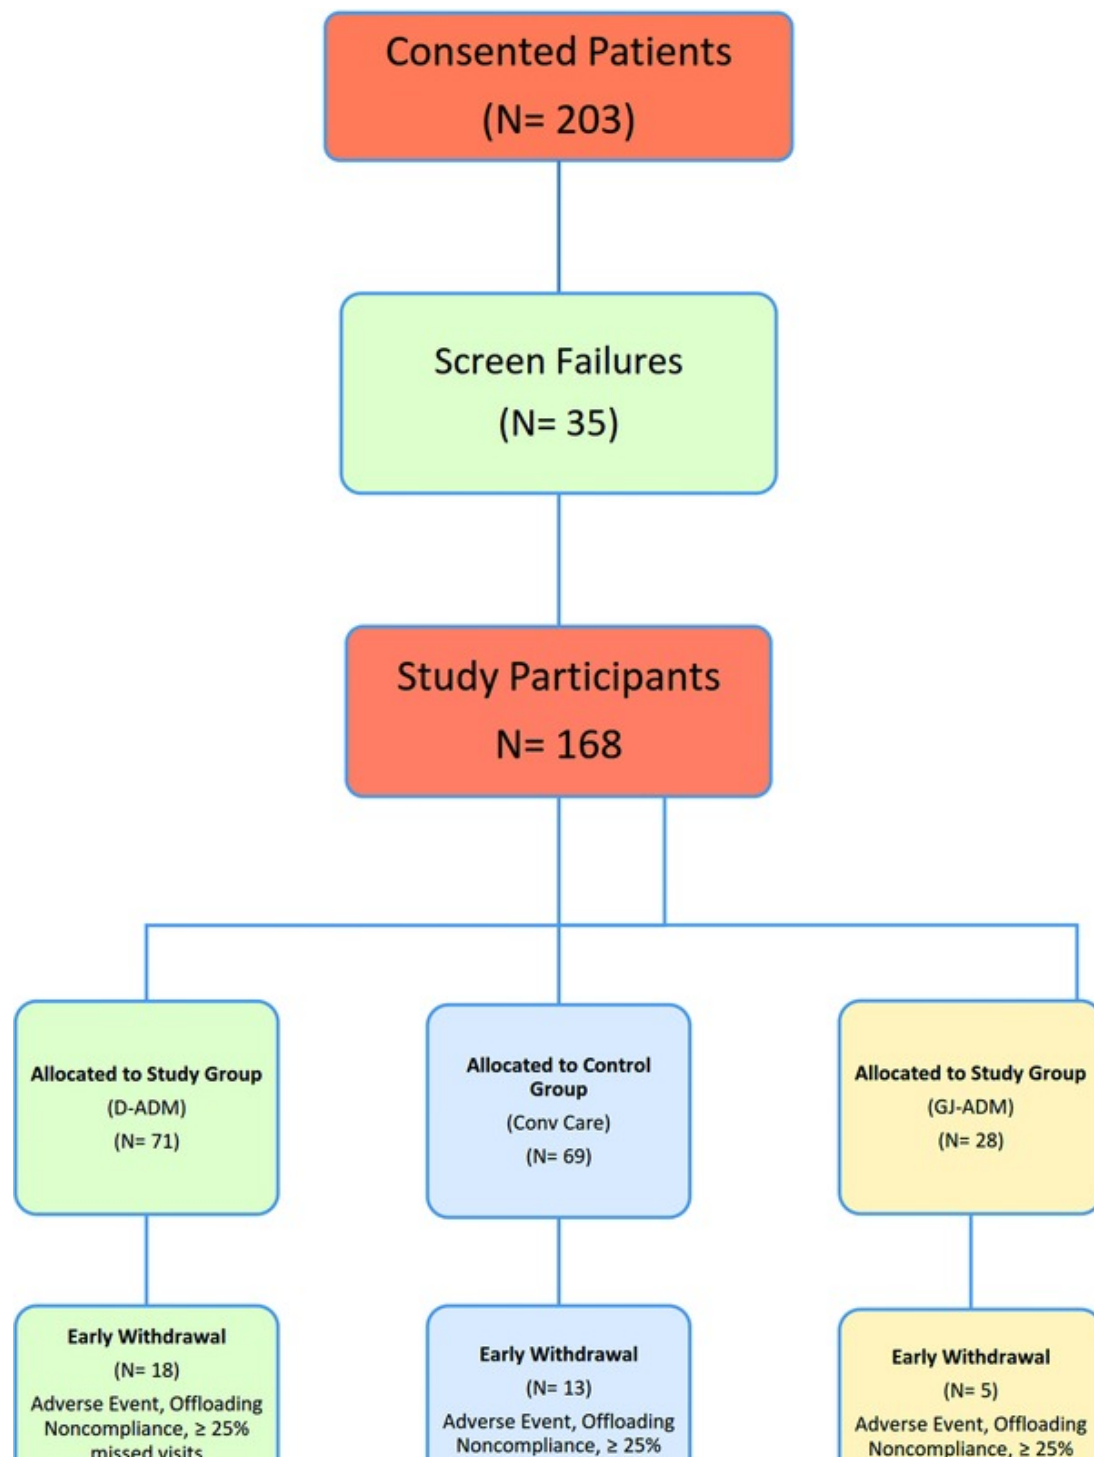 Consented Patients
(N= 203)
Screen Failures
(N= 35)
Study Participants
N= 168
Allocated to Study Group
(D-ADM)
(N= 71)
Allocated to Control
Group
(Conv Care)
(N= 69)
Allocated to Study Group
(GJ-ADM)
(N= 28)
Early Withdrawal
(N= 18)
Adverse Event, Offloading
Noncompliance, ≥ 25%
missed visits
Early Withdrawal
(N= 13)
Adverse Event, Offloading
Noncompliance, ≥ 25%
Early Withdrawal
(N= 5)
Adverse Event, Offloading
Noncompliance, ≥ 25%